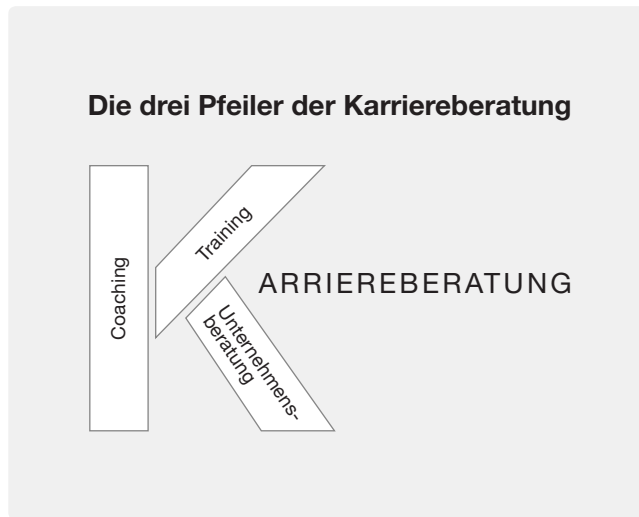 Die drei Pfeiler der Karriereberatung
Coaching
Training
Unternehmens-
beratung
ARRIEREBERATUNG